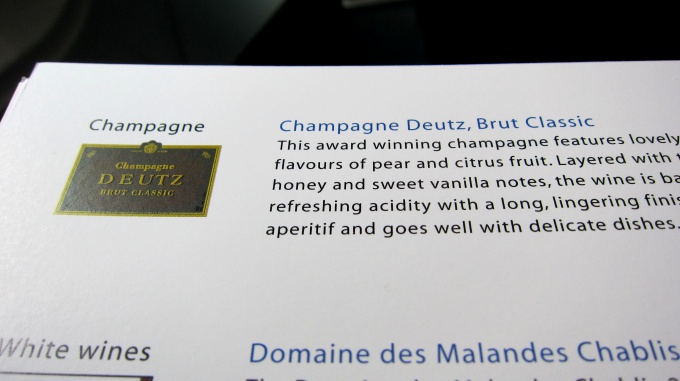 Champagne
Champagne
DEUTZ
BRUT CLASSIC
Champagne Deutz, Brut Classic
This award winning champagne features lovely
flavours of pear and citrus fruit. Layered with
honey and sweet vanilla notes, the wine is
refreshing acidity with a long, lingering
aperitif and goes well with delicate dishes.
White wines
Domaine des Malandes Chablis